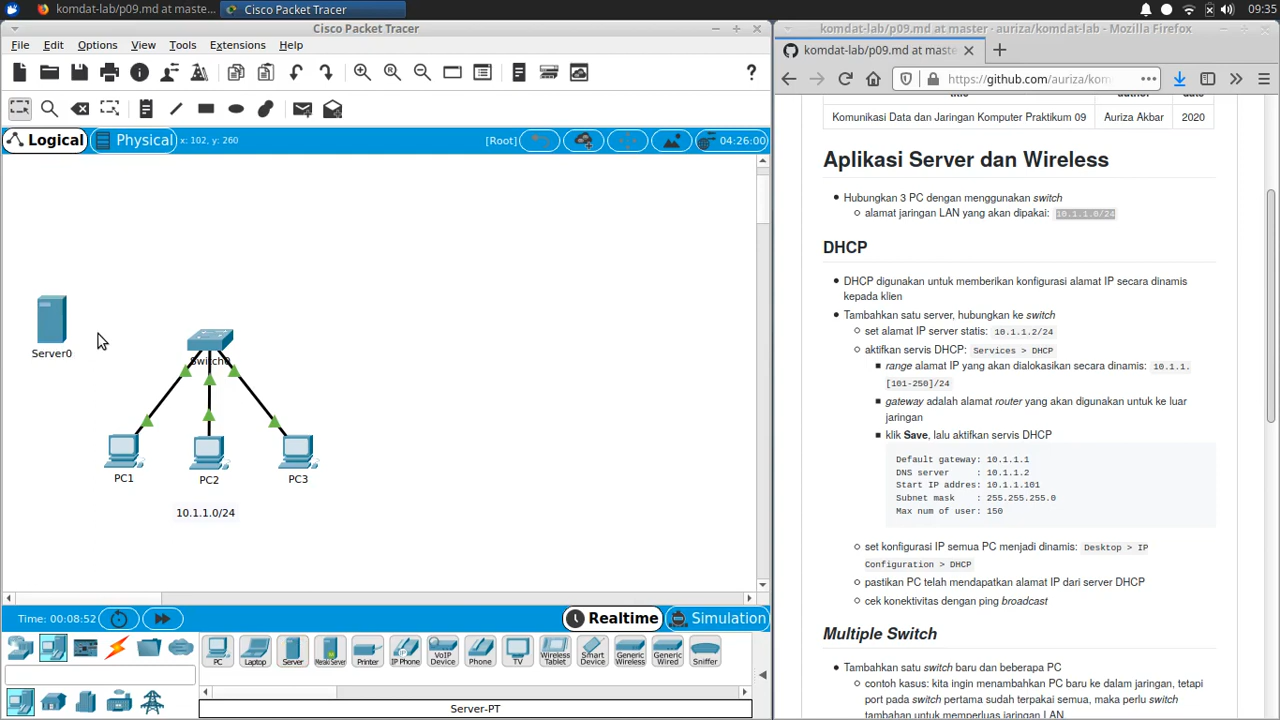 komdat-lab/p09.md at master...
Cisco Packet Tracer
09:35
Cisco Packet Tracer
File Edit Options View Tools Extensions Help
?
Logical
Physical
x: 102, y: 260
[Root]
04:26:00
Server0
Switch0
PC1
PC2
PC3
10.1.1.0/24
Time: 00:08:52
Realtime
Simulation
PC
Laptop
Server
Meraki Server
Printer
IP Phone
VoIP Device
Phone
TV
Wireless Tablet
Smart Device
Generic Wireless
Generic Wired
Sniffer
Server-PT
komdat-lab/p09.md at master · auriza/komdat-lab - Mozilla Firefox
komdat-lab/p09.md at maste
https://github.com/auriza/kom
title author date
Komunikasi Data dan Jaringan Komputer Praktikum 09 Auriza Akbar 2020
Aplikasi Server dan Wireless
Hubungkan 3 PC dengan menggunakan switch
alamat jaringan LAN yang akan dipakai: 10.1.1.0/24
DHCP
DHCP digunakan untuk memberikan konfigurasi alamat IP secara dinamis
kepada klien
Tambahkan satu server, hubungkan ke switch
set alamat IP server statis: 10.1.1.2/24
aktifkan servis DHCP: Services > DHCP
range alamat IP yang akan dialokasikan secara dinamis: 10.1.1.
[101-250]/24
gateway adalah alamat router yang akan digunakan untuk ke luar
jaringan
klik Save, lalu aktifkan servis DHCP
Default gateway: 10.1.1.1
DNS server : 10.1.1.2
Start IP addres: 10.1.1.101
Subnet mask : 255.255.255.0
Max num of user: 150
set konfigurasi IP semua PC menjadi dinamis: Desktop > IP
Configuration > DHCP
pastikan PC telah mendapatkan alamat IP dari server DHCP
cek konektivitas dengan ping broadcast
Multiple Switch
Tambahkan satu switch baru dan beberapa PC
contoh kasus: kita ingin menambahkan PC baru ke dalam jaringan, tetapi
port pada switch pertama sudah terpakai semua, maka perlu switch
tambahan untuk memperluas jaringan LAN